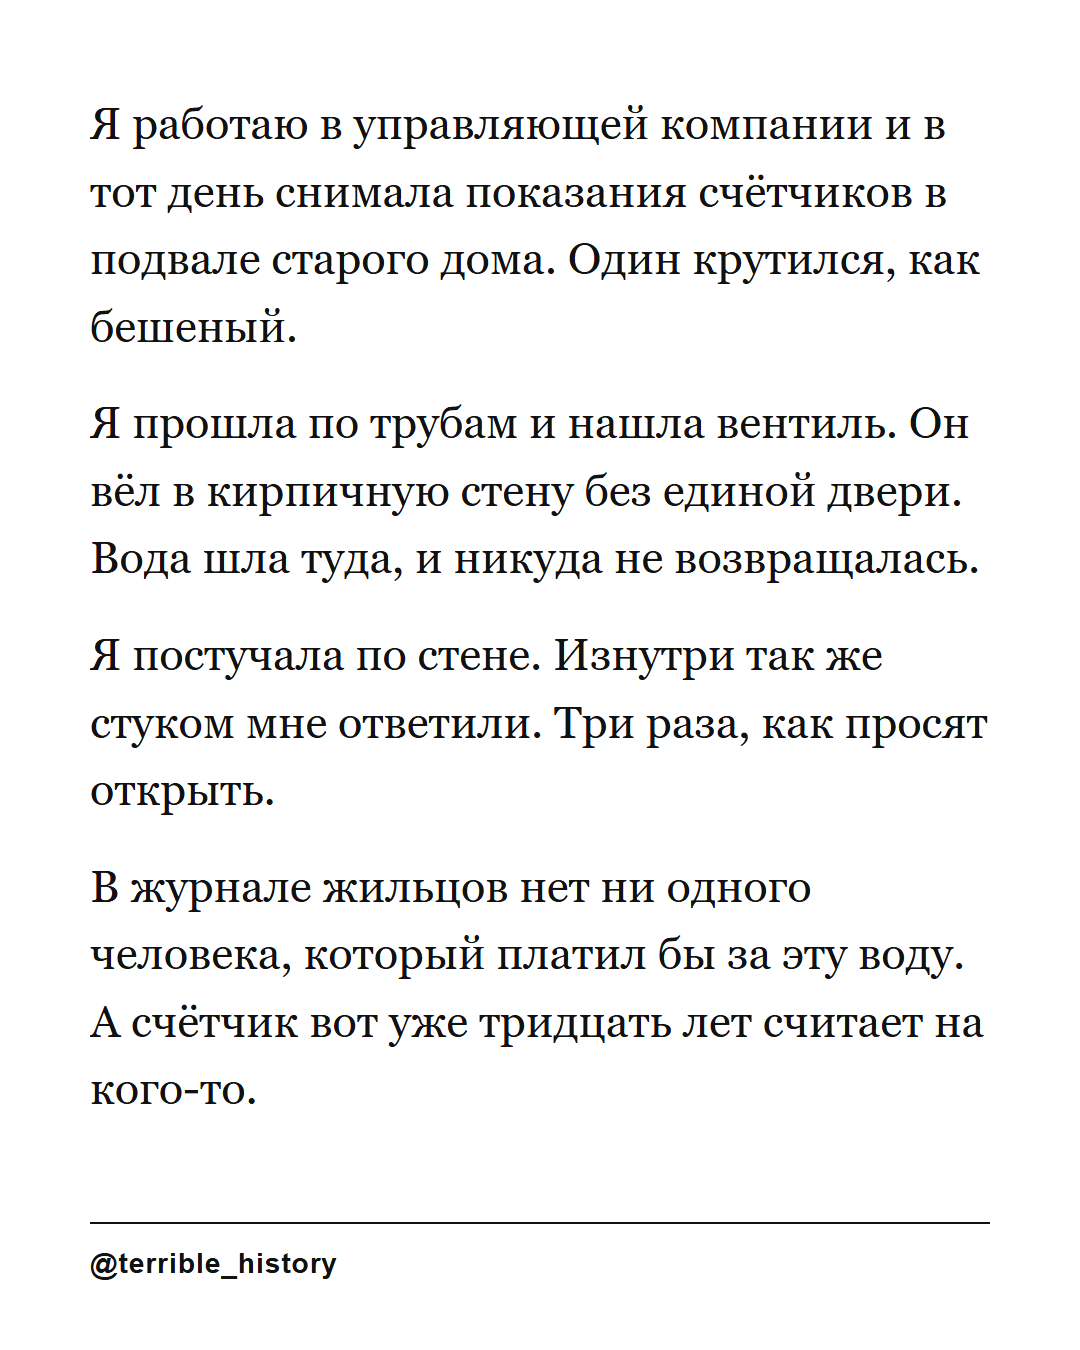 Я работаю в управляющей компании и в
тот день снимала показания счётчиков в
подвале старого дома. Один крутился, как
бешеный.
Я прошла по трубам и нашла вентиль. Он
вёл в кирпичную стену без единой двери.
Вода шла туда, и никуда не возвращалась.
Я постучала по стене. Изнутри так же
стуком мне ответили. Три раза, как просят
открыть.
В журнале жильцов нет ни одного
человека, который платил бы за эту воду.
А счётчик вот уже тридцать лет считает на
кого-то.
@terrible_history